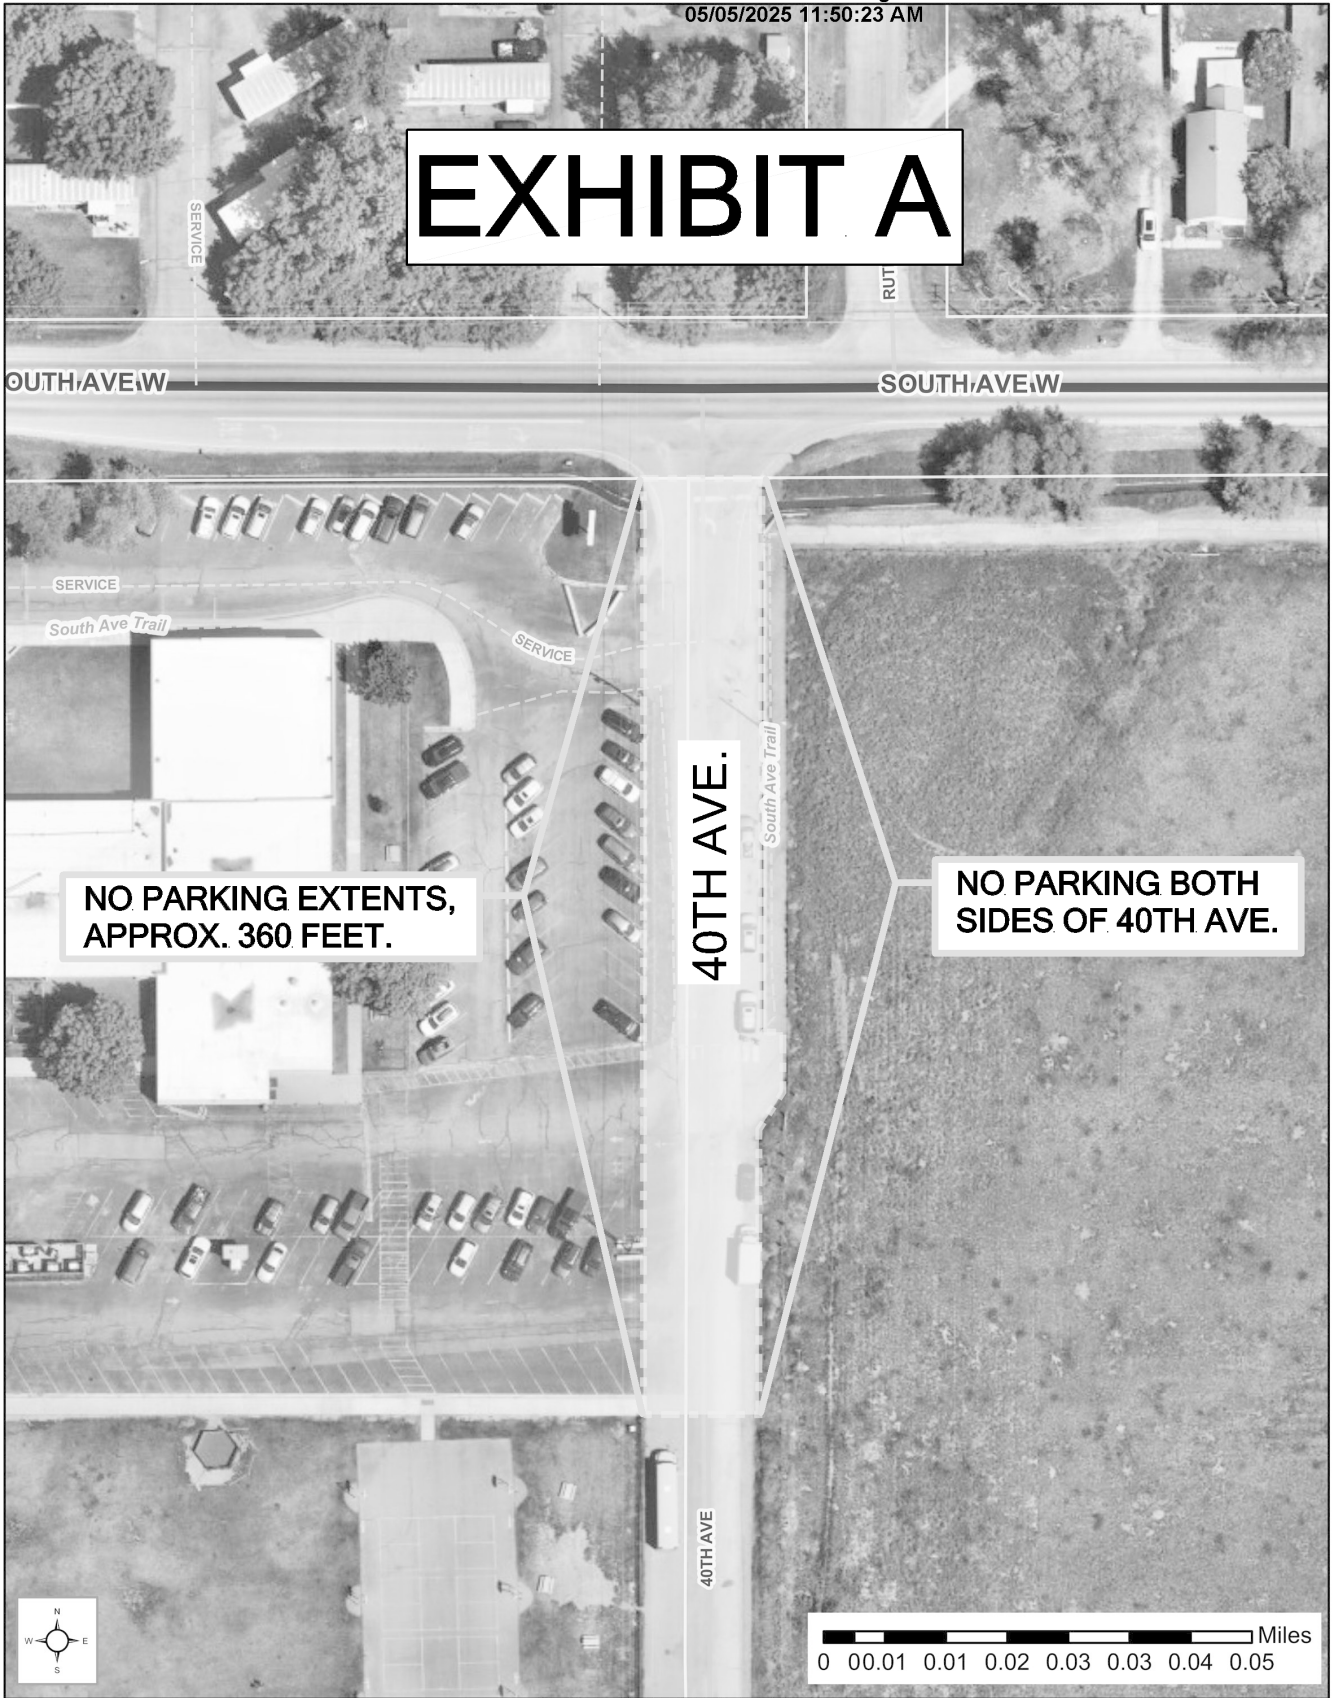 05/05/2025 11:50:23 AM
EXHIBIT A
SERVICE
RUT
OUTH AVE W
SOUTH AVE W
SERVICE
South Ave Trail
SERVICE
South Ave Trail
40TH AVE.
NO PARKING EXTENTS,
APPROX. 360 FEET.
NO PARKING BOTH
SIDES OF 40TH AVE.
40TH AVE
N
W E
S
Miles
0 00.01 0.01 0.02 0.03 0.03 0.04 0.05